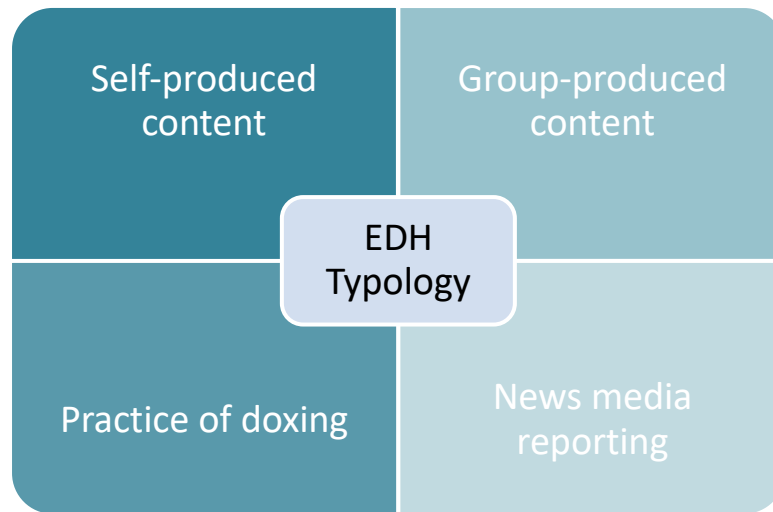 Self-produced
content
Group-produced
content
EDH
Typology
Practice of doxing
News media
reporting